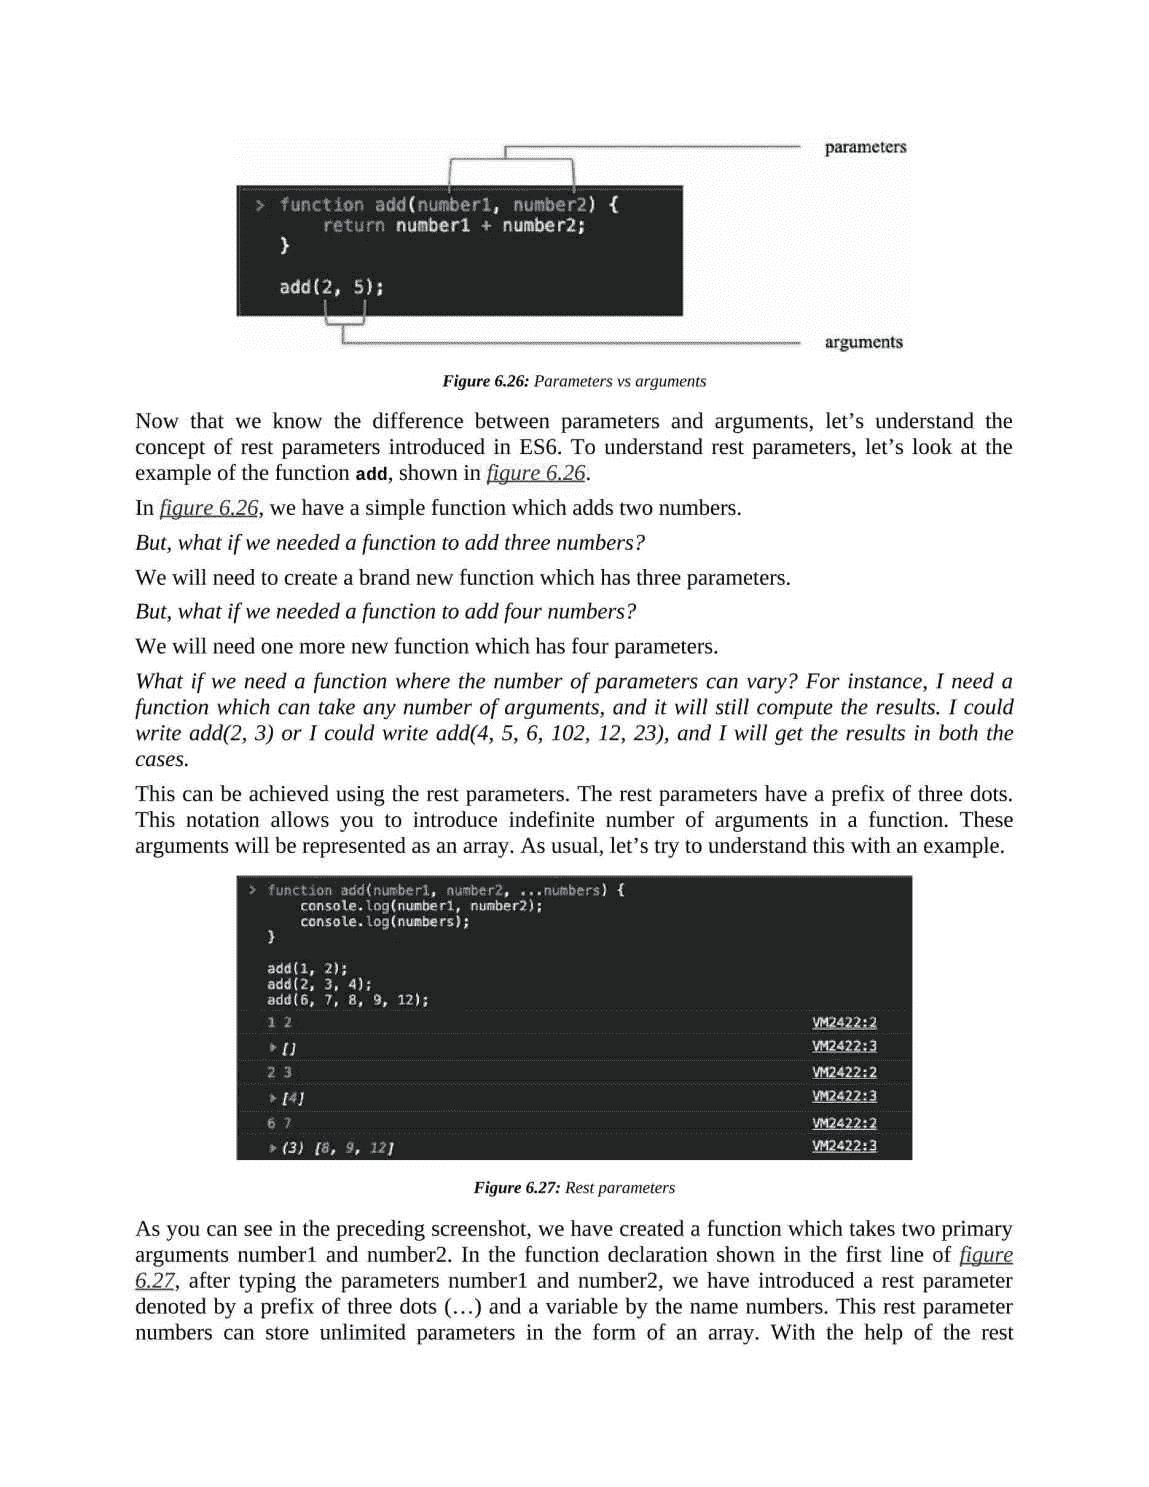 parameters
> function add(number1, number2) {
return number1 + number2;
}
add(2, 5);
arguments
Figure 6.26: Parameters vs arguments
Now that we know the difference between parameters and arguments, let’s understand the
concept of rest parameters introduced in ES6. To understand rest parameters, let’s look at the
example of the function add, shown in figure 6.26.
In figure 6.26, we have a simple function which adds two numbers.
But, what if we needed a function to add three numbers?
We will need to create a brand new function which has three parameters.
But, what if we needed a function to add four numbers?
We will need one more new function which has four parameters.
What if we need a function where the number of parameters can vary? For instance, I need a
function which can take any number of arguments, and it will still compute the results. I could
write add(2, 3) or I could write add(4, 5, 6, 102, 12, 23), and I will get the results in both the
cases.
This can be achieved using the rest parameters. The rest parameters have a prefix of three dots.
This notation allows you to introduce indefinite number of arguments in a function. These
arguments will be represented as an array. As usual, let’s try to understand this with an example.
> function add(number1, number2, ...numbers) {
console.log(number1, number2);
console.log(numbers);
}
add(1, 2);
add(2, 3, 4);
add(6, 7, 8, 9, 12);
1 2 VM2422:2
[] VM2422:3
2 3 VM2422:2
[4] VM2422:3
6 7 VM2422:2
(3) [8, 9, 12] VM2422:3
Figure 6.27: Rest parameters
As you can see in the preceding screenshot, we have created a function which takes two primary
arguments number1 and number2. In the function declaration shown in the first line of figure
6.27, after typing the parameters number1 and number2, we have introduced a rest parameter
denoted by a prefix of three dots (…) and a variable by the name numbers. This rest parameter
numbers can store unlimited parameters in the form of an array. With the help of the rest